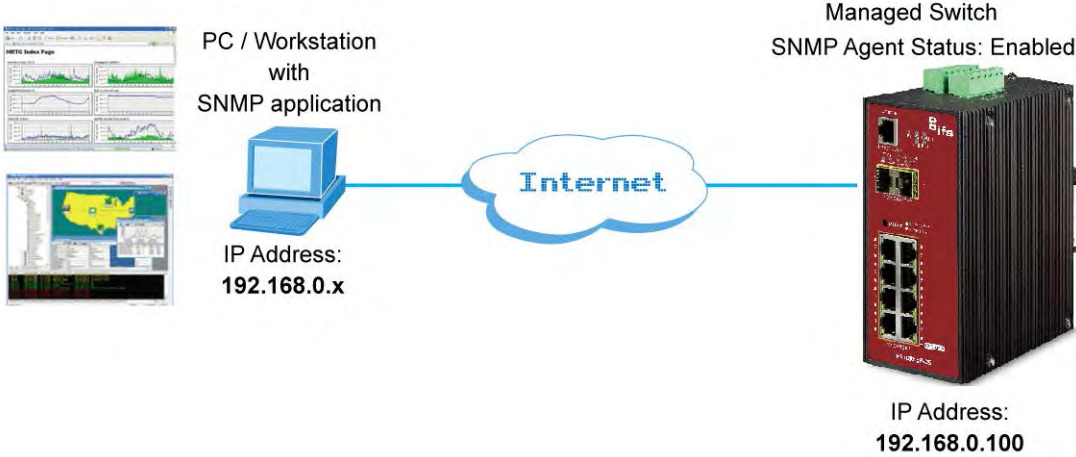 MRTG Index Page
PC / Workstation
with
SNMP application
IP Address:
192.168.0.x
Internet
Managed Switch
SNMP Agent Status: Enabled
ifs
IP Address:
192.168.0.100